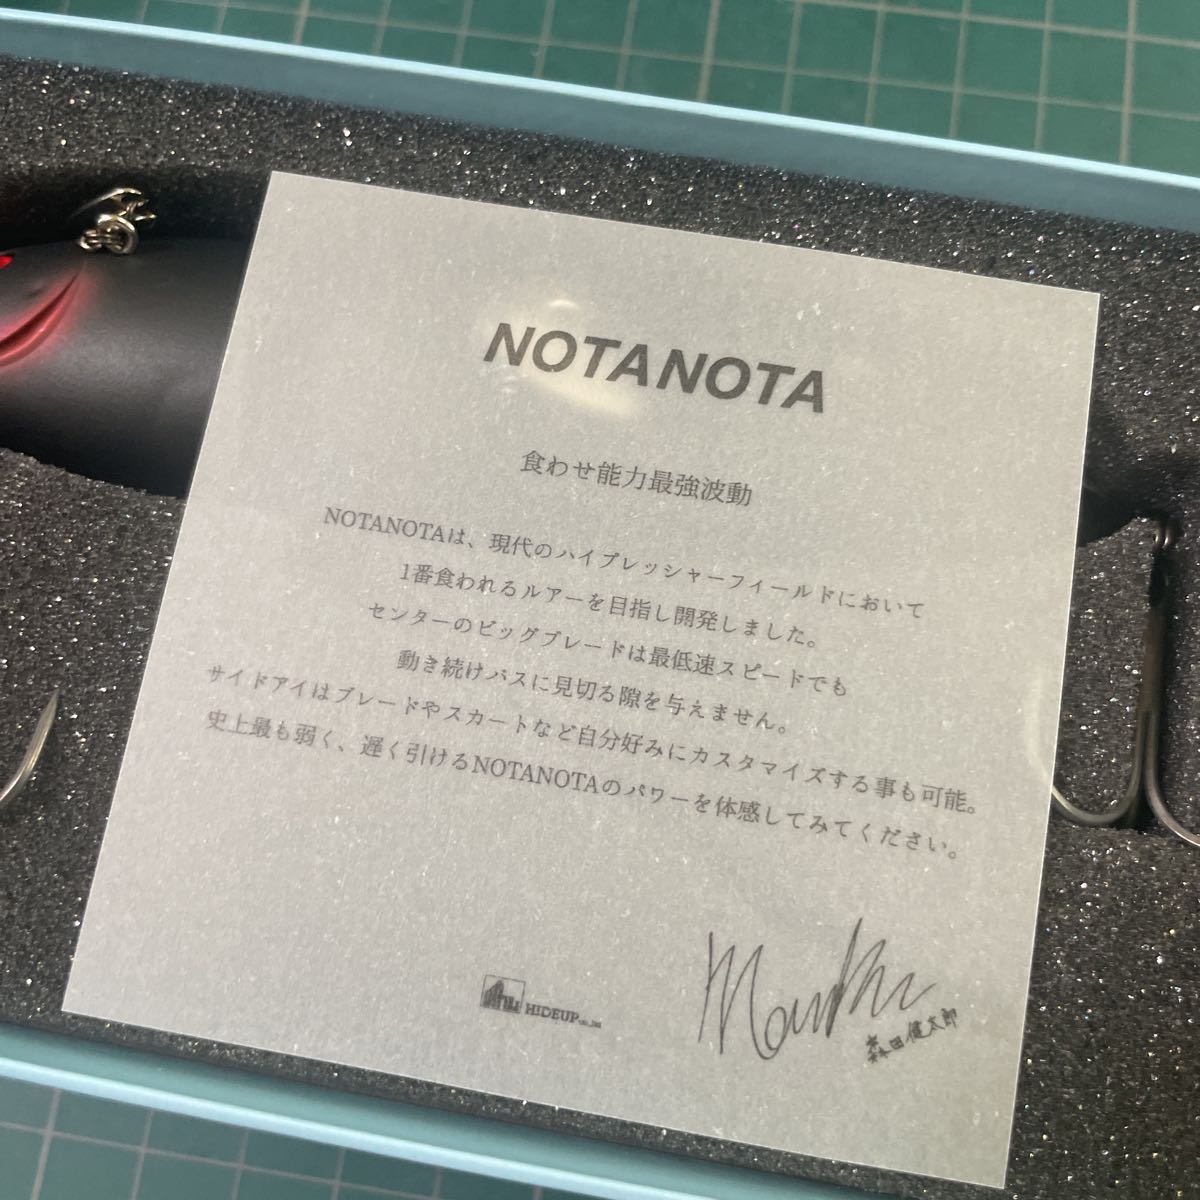 NOTANOTA
食わせ能力最強波動
NOTANOTAは、現代のハイプレッシャーフィールドにおいて
1番食われるルアーを目指し開発しました。
センターのビッグブレードは最低速スピードでも
動き続けバスに見切る隙を与えません。
サイドアイはブレードやスカートなど自分好みにカスタマイズする事も可能。
史上最も弱く、遅く引けるNOTANOTAのパワーを体感してみてください。
HIDEUP CO.,LTD
森田健太郎